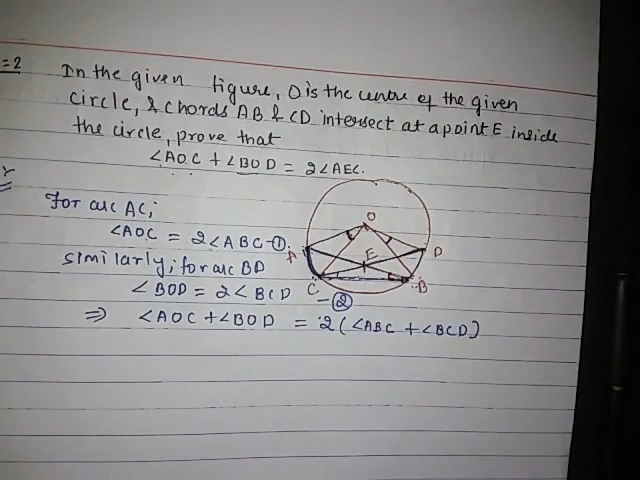 =2 In the given figure, O is the centre of the given
circle, & chords AB & CD intersect at a point E inside
the circle, prove that
∠AOC + ∠BOD = 2∠AEC.
For arc AC;
∠AOC = 2∠ABC -①
similarly; for arc BD
∠BOD = 2∠BCD -②
⇒ ∠AOC + ∠BOD = 2(∠ABC + ∠BCD)
O
A
E
D
C
B